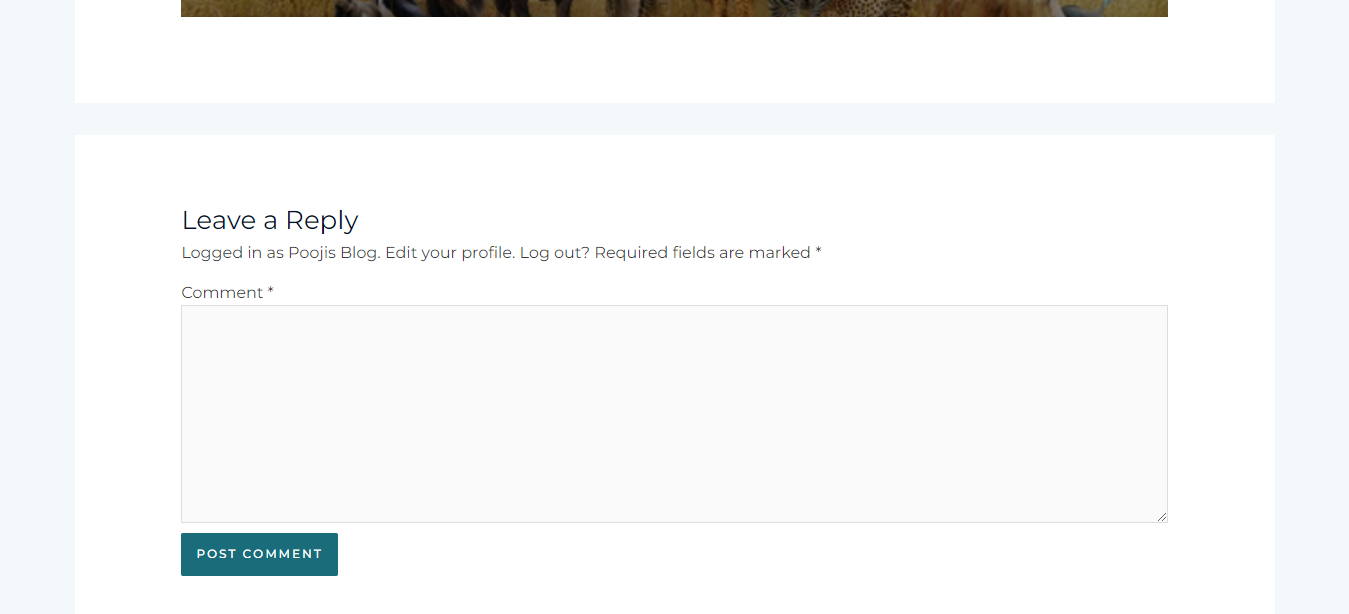 Leave a Reply
Logged in as Poojis Blog. Edit your profile. Log out? Required fields are marked *
Comment *
POST COMMENT